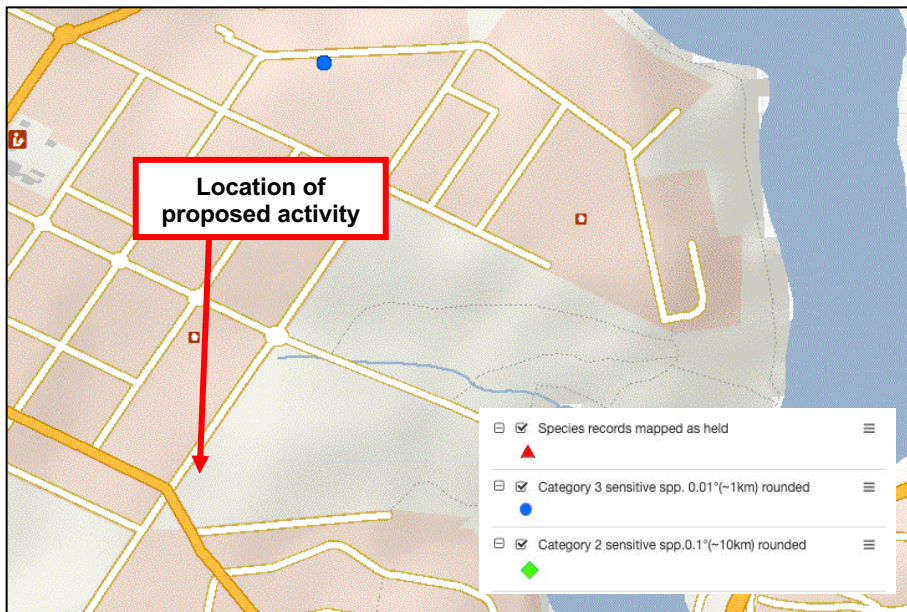 Location of
proposed activity
Species records mapped as held
Category 3 sensitive spp. 0.01°(~1km) rounded
Category 2 sensitive spp.0.1°(~10km) rounded